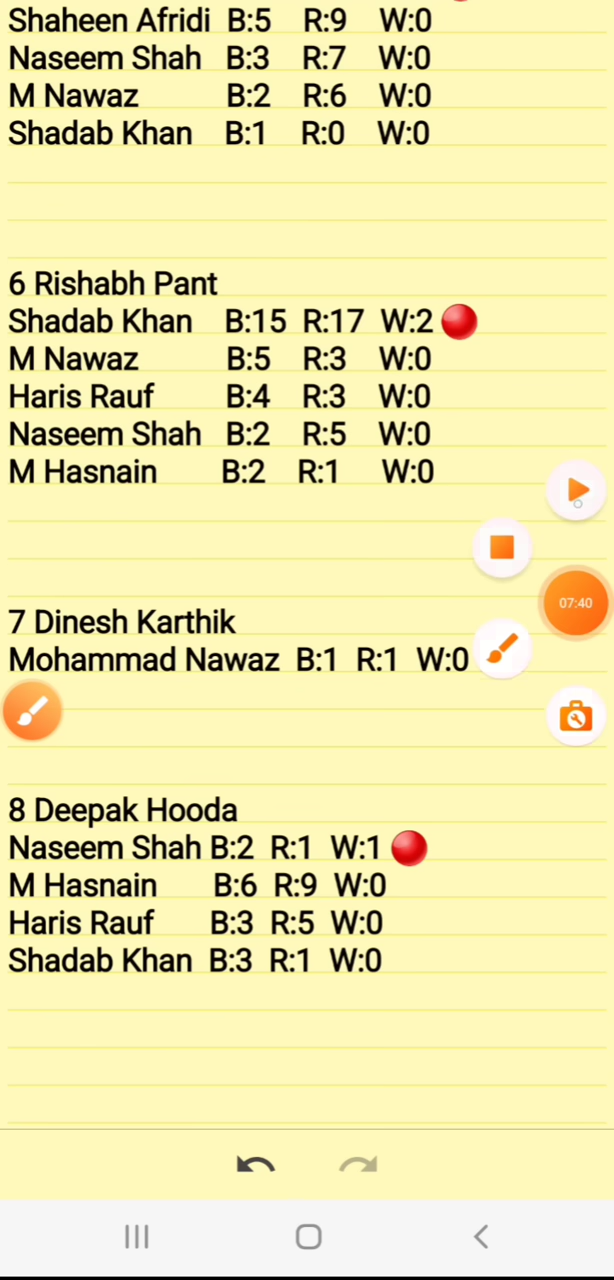 Shaheen Afridi B:5 R:9 W:0
Naseem Shah B:3 R:7 W:0
M Nawaz B:2 R:6 W:0
Shadab Khan B:1 R:0 W:0
6 Rishabh Pant
Shadab Khan B:15 R:17 W:2
M Nawaz B:5 R:3 W:0
Haris Rauf B:4 R:3 W:0
Naseem Shah B:2 R:5 W:0
M Hasnain B:2 R:1 W:0
07:40
7 Dinesh Karthik
Mohammad Nawaz B:1 R:1 W:0
8 Deepak Hooda
Naseem Shah B:2 R:1 W:1
M Hasnain B:6 R:9 W:0
Haris Rauf B:3 R:5 W:0
Shadab Khan B:3 R:1 W:0